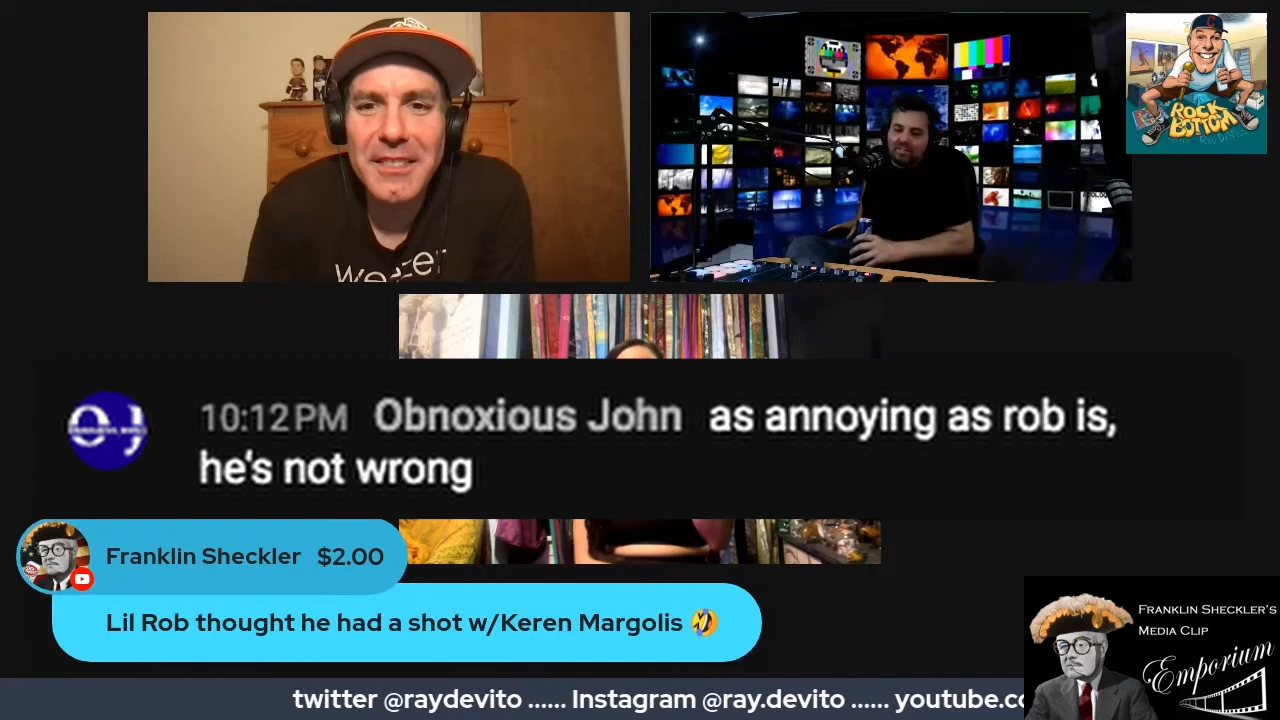 weezer
ROCK
BOTTOM
10:12 PM Obnoxious John as annoying as rob is,
he's not wrong
Franklin Sheckler $2.00
Lil Rob thought he had a shot w/Keren Margolis 🤣
FRANKLIN SHECKLER'S
MEDIA CLIP
Emporium
twitter @raydevito ...... Instagram @ray.devito ...... youtube.co